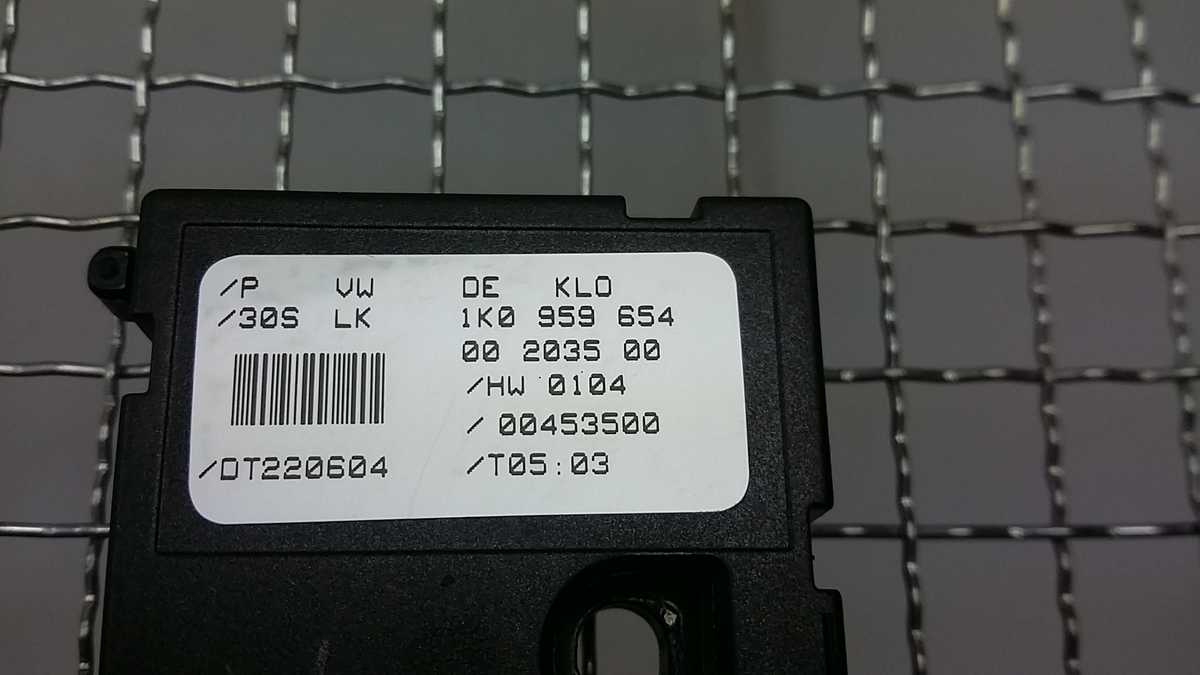 /P VW DE KLO
/30S LK 1K0 959 654
00 2035 00
/HW 0104
/ 00453500
/DT220604 /T05:03